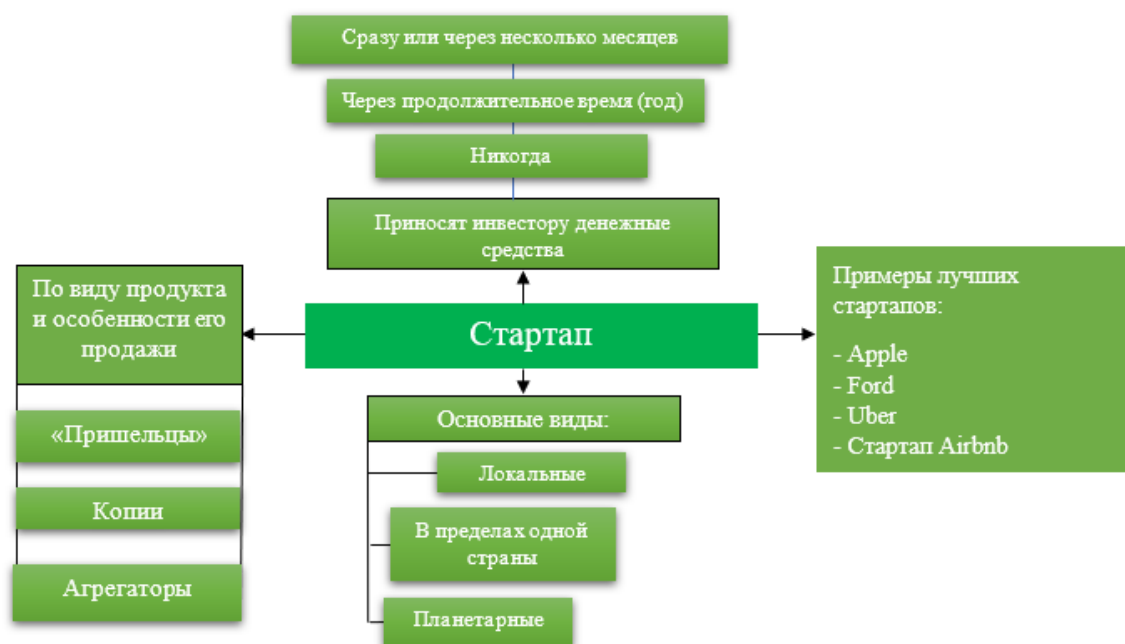 Сразу или через несколько месяцев
Через продолжительное время (год)
Никогда
Приносят инвестору денежные
средства
По виду продукта
и особенности его
продажи
«Пришельцы»
Копии
Агрегаторы
Стартап
Основные виды:
Локальные
В пределах одной
страны
Планетарные
Примеры лучших
стартапов:
- Apple
- Ford
- Uber
- Стартап Airbnb